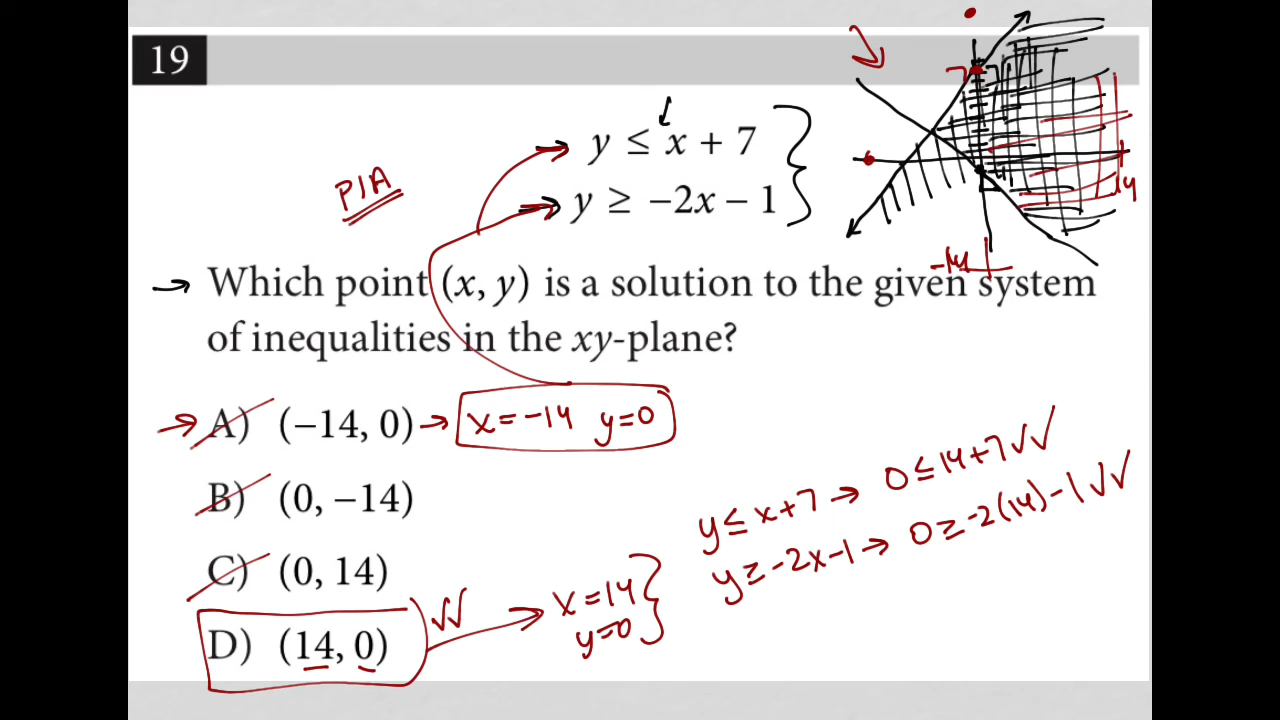 19
7
14
-14
y ≤ x + 7
y ≥ −2x − 1
PIA
Which point (x, y) is a solution to the given system
of inequalities in the xy-plane?
A) (−14, 0) → x=-14 y=0
B) (0, −14)
C) (0, 14)
D) (14, 0) ✓✓
x=14
y=0
y≤x+7 → 0≤14+7 ✓✓
y≥-2x-1 → 0≥-2(14)-1 ✓✓